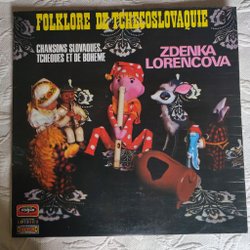 FOLKLORE DE TCHECOSLOVAQUIE
CHANSONS SLOVAQUES,
TCHEQUES ET DE BOHEME
ZDENKA
LORENCOVA